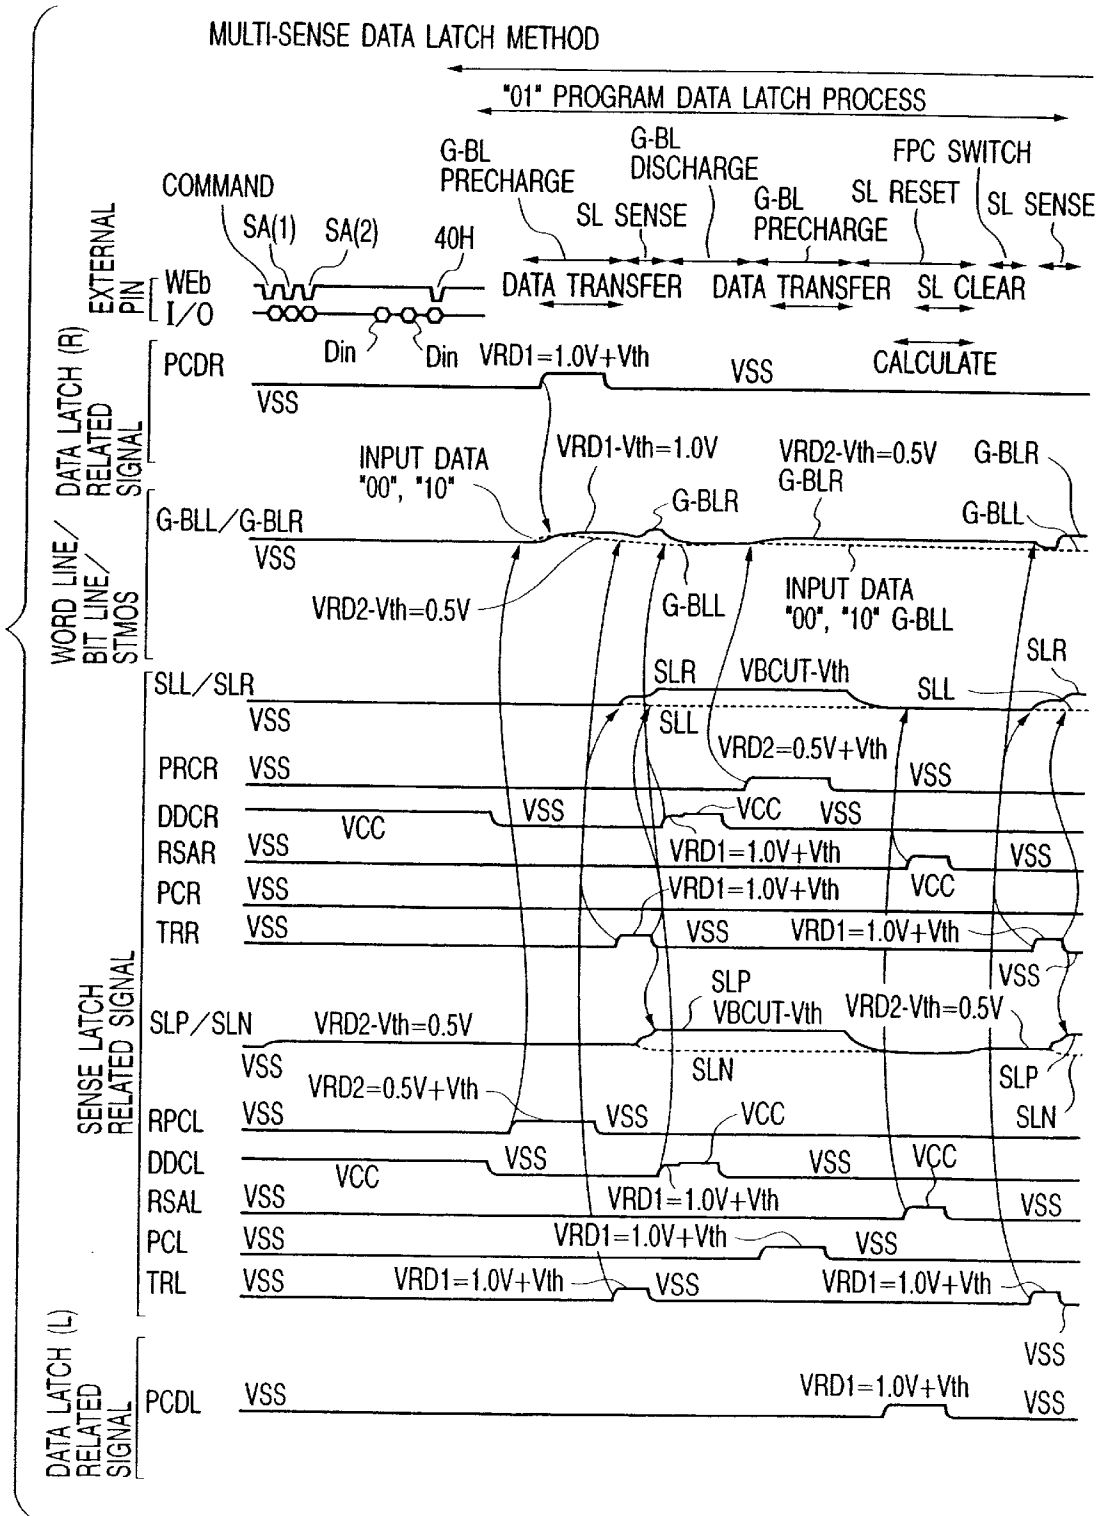 MULTI-SENSE DATA LATCH METHOD
"01" PROGRAM DATA LATCH PROCESS
G-BL PRECHARGE
G-BL DISCHARGE
FPC SWITCH
COMMAND
SA(1)
SA(2)
40H
SL SENSE
G-BL PRECHARGE
SL RESET
SL SENSE
EXTERNAL PIN
WEb
I/O
DATA TRANSFER
DATA TRANSFER
SL CLEAR
Din
Din
CALCULATE
DATA LATCH (R) RELATED SIGNAL
PCDR
VSS
VRD1=1.0V+Vth
VSS
WORD LINE/ BIT LINE/ STMOS
INPUT DATA
"00", "10"
VRD1-Vth=1.0V
VRD2-Vth=0.5V
G-BLR
G-BLR
G-BLL/G-BLR
VSS
G-BLR
G-BLL
VRD2-Vth=0.5V
G-BLL
INPUT DATA
"00", "10" G-BLL
SENSE LATCH RELATED SIGNAL
SLL/SLR
VSS
SLR
VBCUT-Vth
SLL
SLL
SLR
PRCR
VSS
VRD2=0.5V+Vth
VSS
DDCR
VCC
VSS
VCC
VSS
RSAR
VSS
VRD1=1.0V+Vth
VSS
VCC
PCR
VSS
VRD1=1.0V+Vth
TRR
VSS
VSS
VRD1=1.0V+Vth
VSS
SLP/SLN
VSS
VRD2-Vth=0.5V
SLP
VBCUT-Vth
VRD2-Vth=0.5V
SLN
SLP
SLN
VRD2=0.5V+Vth
RPCL
VSS
VSS
VCC
DDCL
VCC
VSS
VSS
VCC
RSAL
VSS
VRD1=1.0V+Vth
VSS
PCL
VSS
VRD1=1.0V+Vth
VSS
TRL
VSS
VRD1=1.0V+Vth
VSS
VRD1=1.0V+Vth
VSS
DATA LATCH (L) RELATED SIGNAL
PCDL
VSS
VRD1=1.0V+Vth
VSS